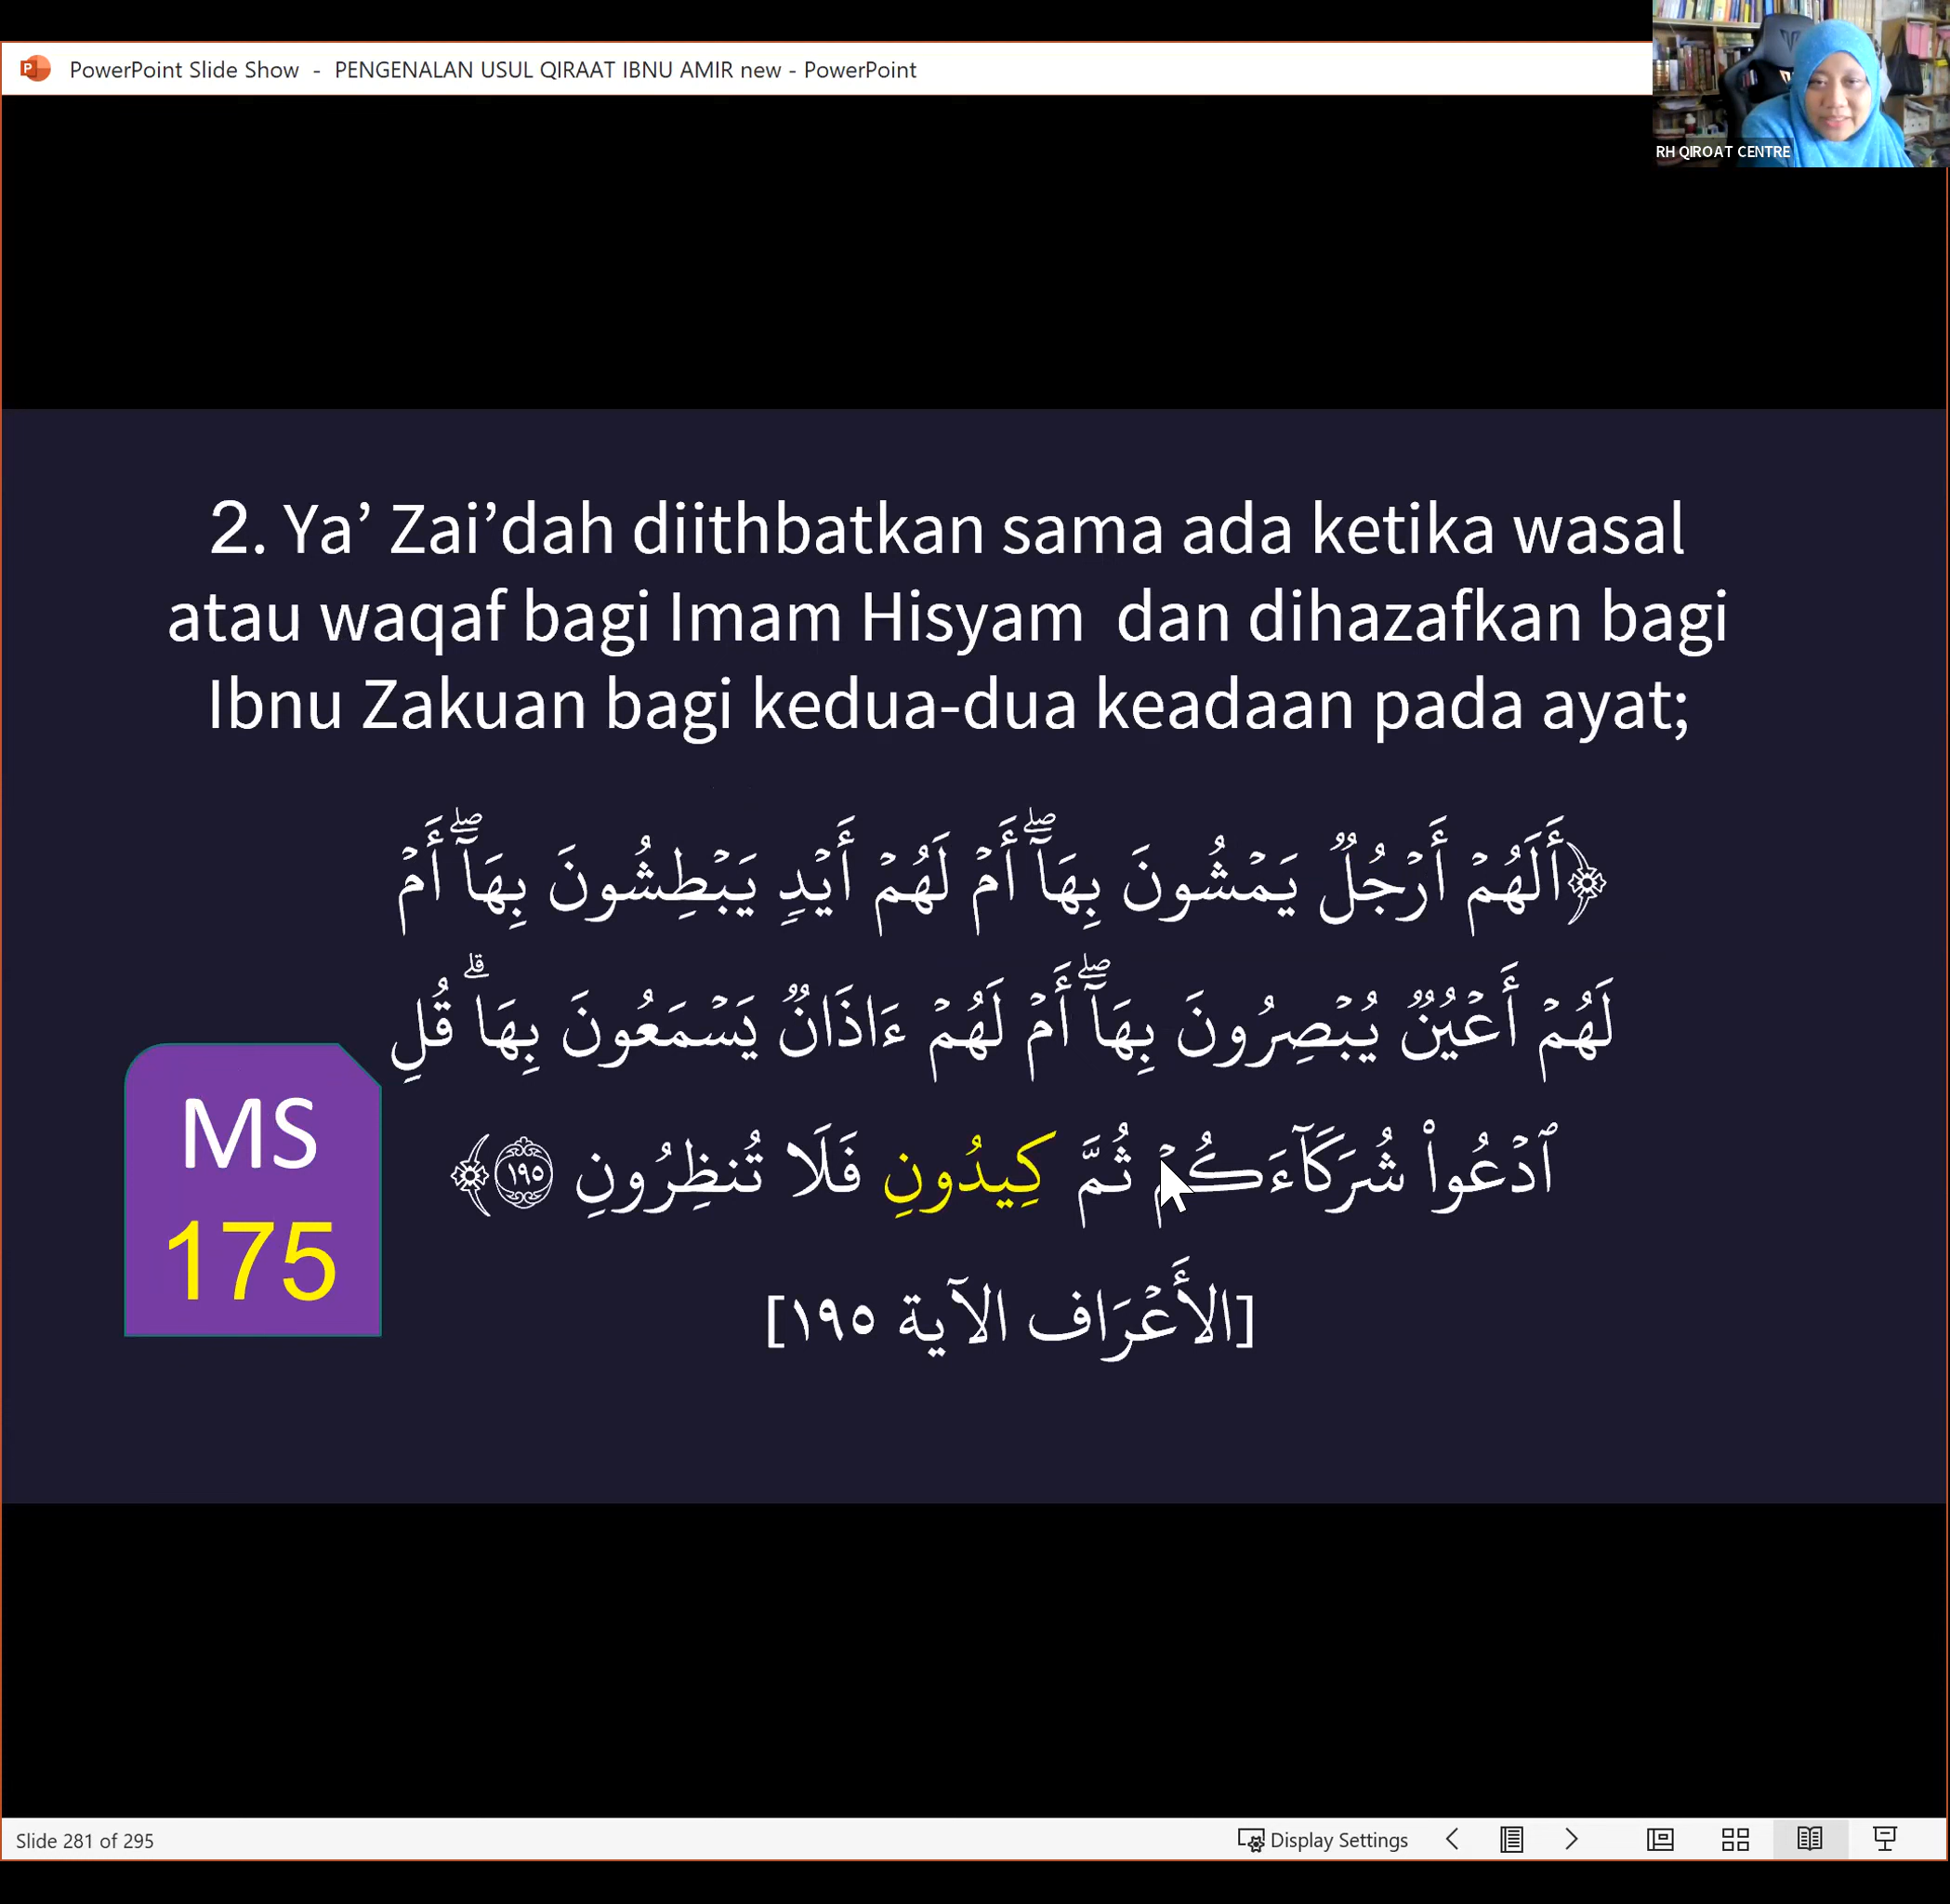 PowerPoint Slide Show - PENGENALAN USUL QIRAAT IBNU AMIR new - PowerPoint
RH QIROAT CENTRE
2. Ya’ Zai’dah diithbatkan sama ada ketika wasal
atau waqaf bagi Imam Hisyam dan dihazafkan bagi
Ibnu Zakuan bagi kedua-dua keadaan pada ayat;
﴿أَلَهُمۡ أَرۡجُلٞ يَمۡشُونَ بِهَآۖ أَمۡ لَهُمۡ أَيۡدٖ يَبۡطِشُونَ بِهَآۖ أَمۡ
لَهُمۡ أَعۡيُنٞ يُبۡصِرُونَ بِهَآۖ أَمۡ لَهُمۡ ءَاذَانٞ يَسۡمَعُونَ بِهَاۗ قُلِ
ٱدۡعُواْ شُرَكَآءَكُمۡ ثُمَّ كِيدُونِ فَلَا تُنظِرُونِ ١٩٥﴾
[الأَعۡرَاف الآية ١٩٥]
MS
175
Slide 281 of 295
Display Settings